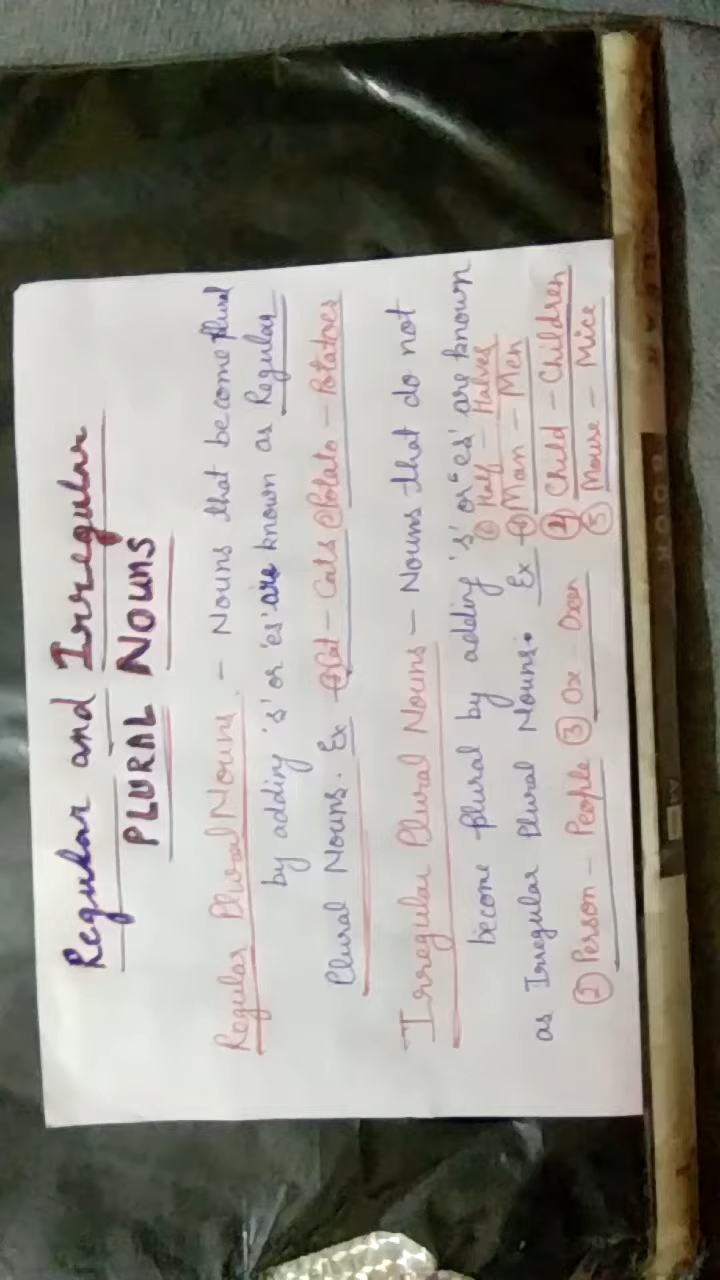 Regular and Irregular
PLURAL NOUNS
Regular Plural Nouns - Nouns that become plural
by adding 's' or 'es' are known as Regular
Plural Nouns. Ex - ① Cat - Cats ② Potato - Potatoes
Irregular Plural Nouns - Nouns that do not
become plural by adding 's' or "es' are known
as Irregular Plural Nouns. Ex - ① Man - Men
① Half - Halves
② Person - People ③ Ox - Oxen
④ Child - Children
⑤ Mouse - Mice